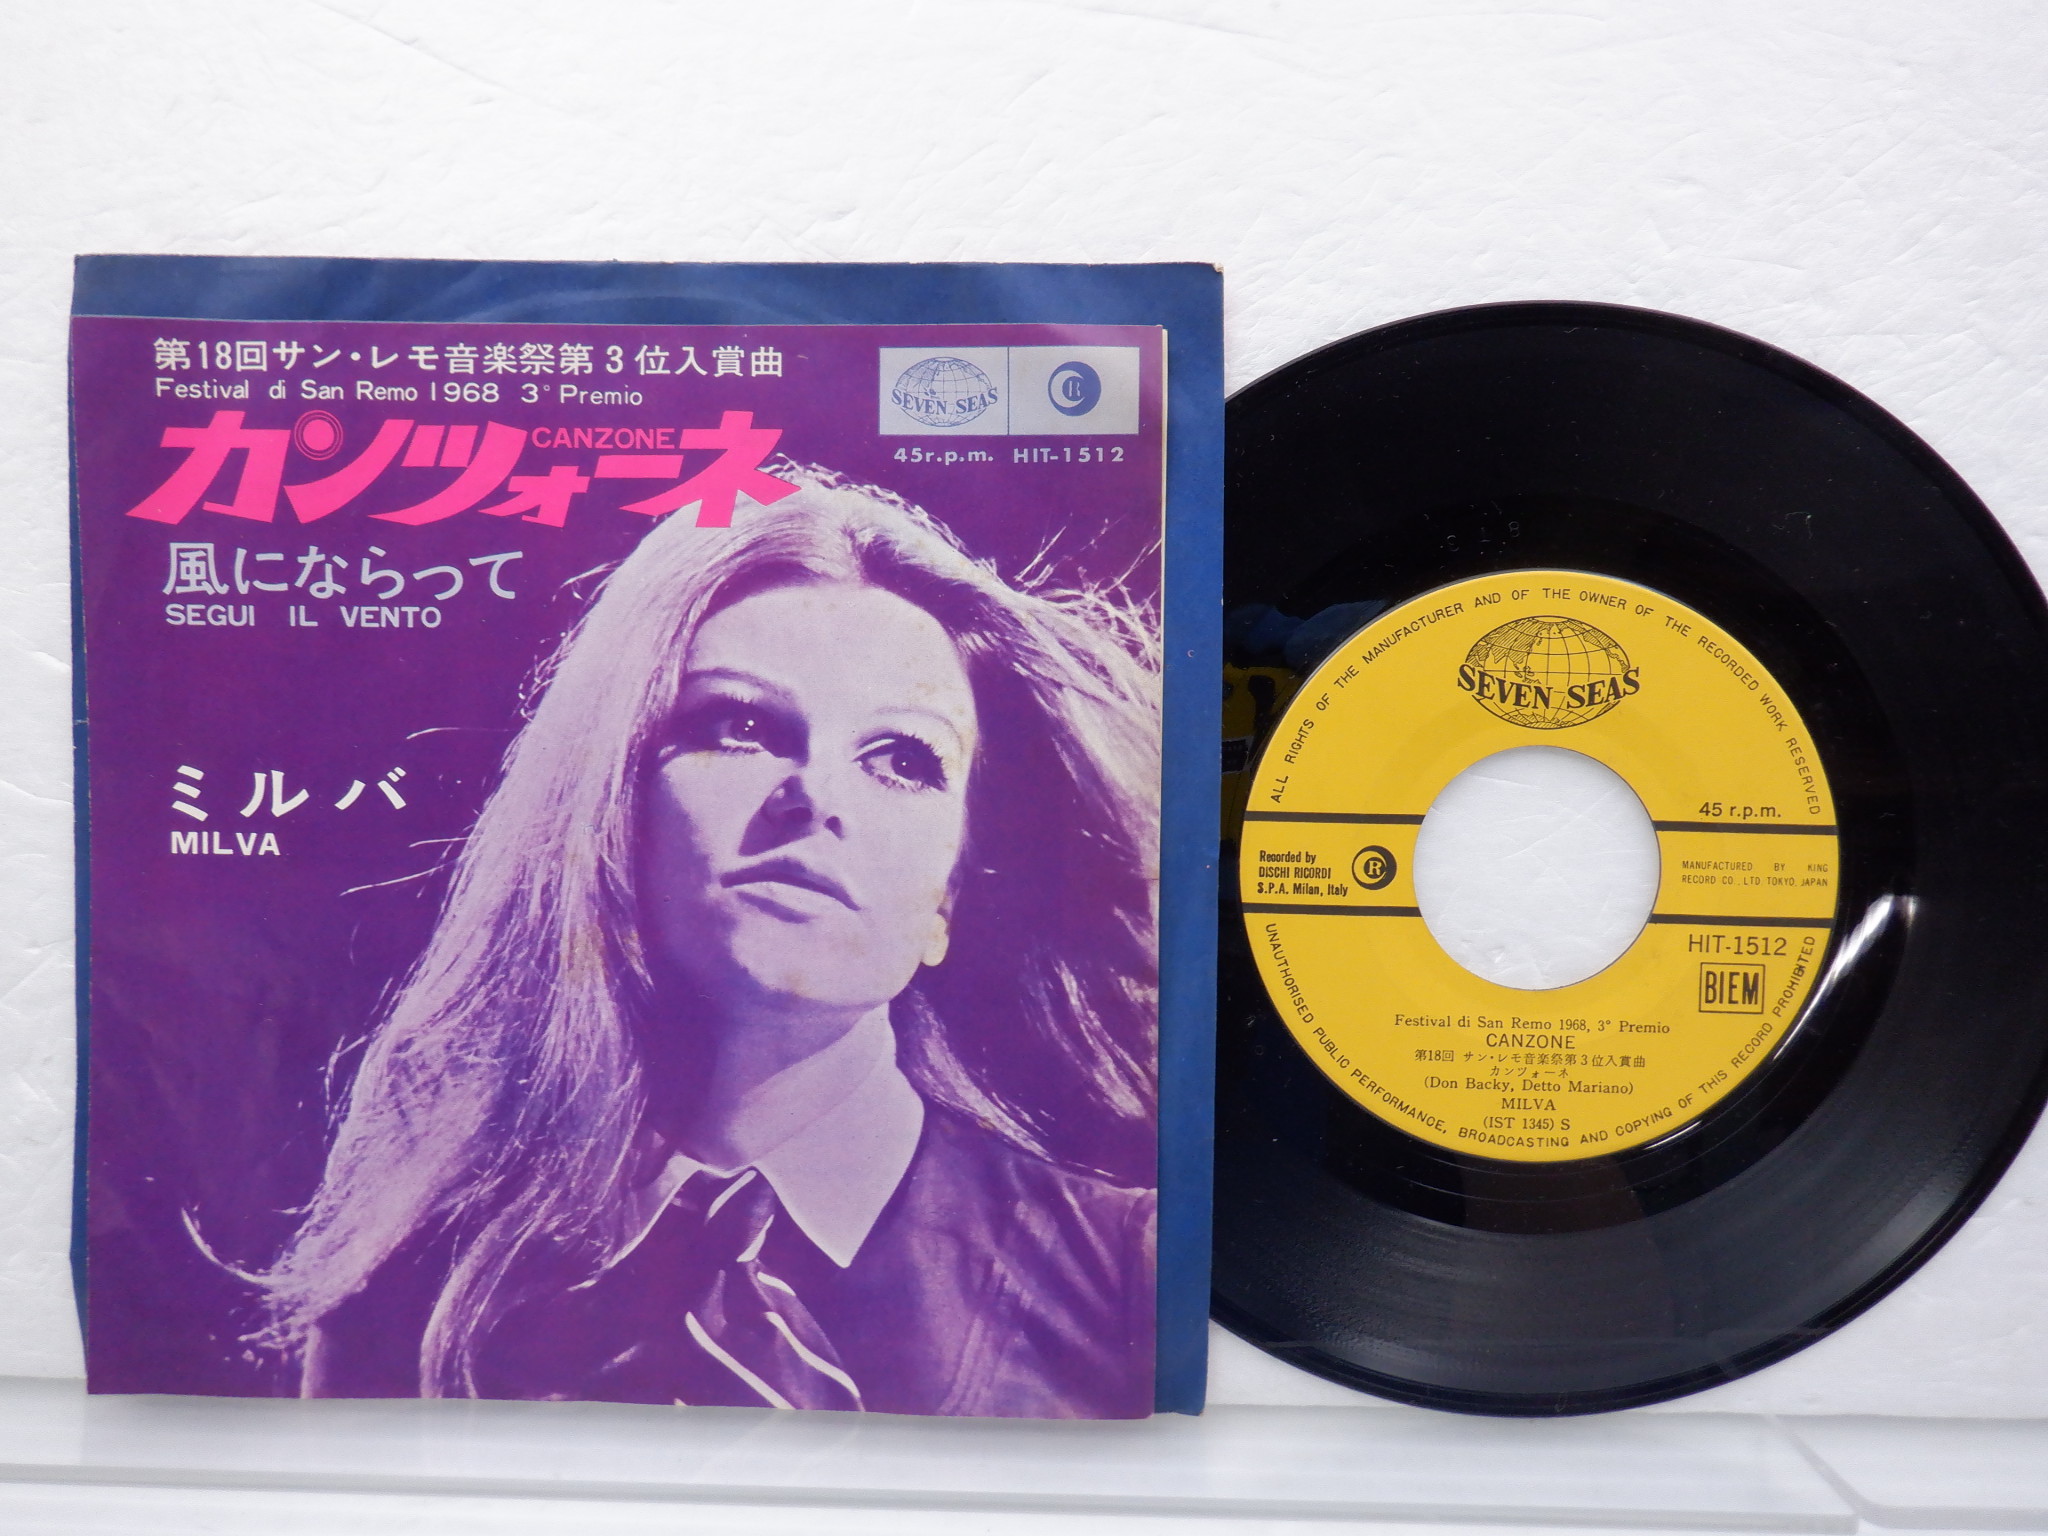 第18回サン・レモ音楽祭第3位入賞曲
Festival di San Remo 1968 3° Premio
カンツォーネ
CANZONE
風にならって
SEGUI IL VENTO
ミルバ
MILVA
SEVEN SEAS
R
45r.p.m. HIT-1512
ALL RIGHTS OF THE MANUFACTURER AND OF THE OWNER OF THE RECORDED WORK RESERVED
SEVEN SEAS
45 r.p.m.
Recorded by
DISCHI RICORDI
S.P.A. Milan, Italy
R
MANUFACTURED BY KING
RECORD CO., LTD TOKYO, JAPAN
HIT-1512
BIEM
Festival di San Remo 1968, 3° Premio
CANZONE
第18回 サン・レモ音楽祭第3位入賞曲
カンツォーネ
(Don Backy, Detto Mariano)
MILVA
(IST 1345) S
UNAUTHORISED PUBLIC PERFORMANCE, BROADCASTING AND COPYING OF THIS RECORD PROHIBITED